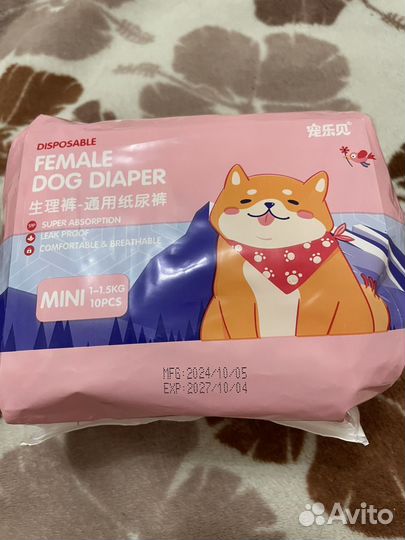 宠乐贝
DISPOSABLE
FEMALE
DOG DIAPER
生理裤-通用纸尿裤
SUPER ABSORPTION
LEAK PROOF
COMFORTABLE & BREATHABLE
MINI 1-1.5KG
10PCS
MFG:2024/10/05
EXP:2027/10/04
Avito